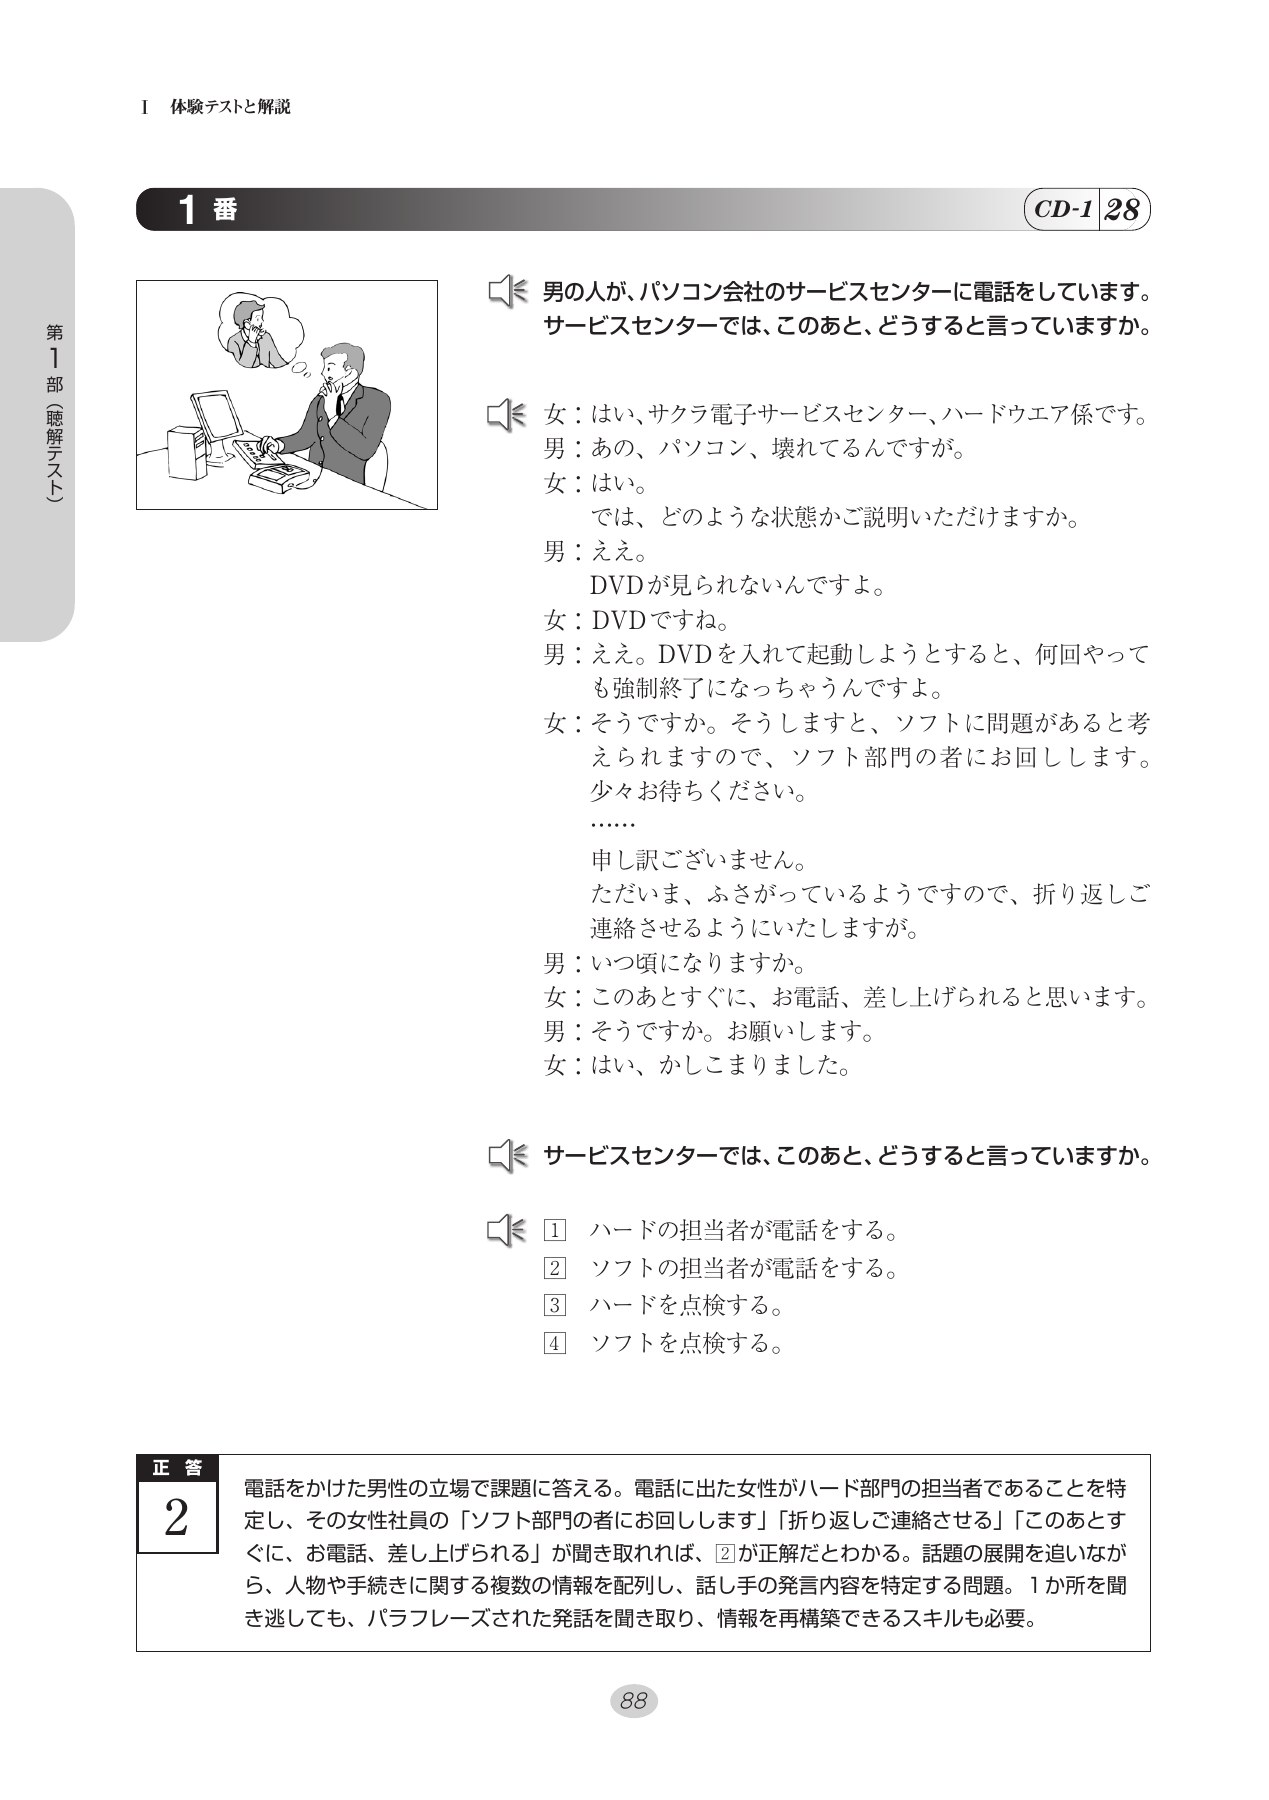 I　体験テストと解説
第1部（聴解テスト）
1 番
CD-1 28
男の人が、パソコン会社のサービスセンターに電話をしています。
サービスセンターでは、このあと、どうすると言っていますか。
女：はい、サクラ電子サービスセンター、ハードウエア係です。
男：あの、パソコン、壊れてるんですが。
女：はい。
では、どのような状態かご説明いただけますか。
男：ええ。
DVDが見られないんですよ。
女：DVDですね。
男：ええ。DVDを入れて起動しようとすると、何回やって
も強制終了になっちゃうんですよ。
女：そうですか。そうしますと、ソフトに問題があると考
えられますので、ソフト部門の者にお回しします。
少々お待ちください。
……
申し訳ございません。
ただいま、ふさがっているようですので、折り返しご
連絡させるようにいたしますが。
男：いつ頃になりますか。
女：このあとすぐに、お電話、差し上げられると思います。
男：そうですか。お願いします。
女：はい、かしこまりました。
サービスセンターでは、このあと、どうすると言っていますか。
1　ハードの担当者が電話をする。
2　ソフトの担当者が電話をする。
3　ハードを点検する。
4　ソフトを点検する。
正 答
2
電話をかけた男性の立場で課題に答える。電話に出た女性がハード部門の担当者であることを特
定し、その女性社員の「ソフト部門の者にお回しします」「折り返しご連絡させる」「このあとす
ぐに、お電話、差し上げられる」が聞き取れれば、2が正解だとわかる。話題の展開を追いなが
ら、人物や手続きに関する複数の情報を配列し、話し手の発言内容を特定する問題。１か所を聞
き逃しても、パラフレーズされた発話を聞き取り、情報を再構築できるスキルも必要。
88